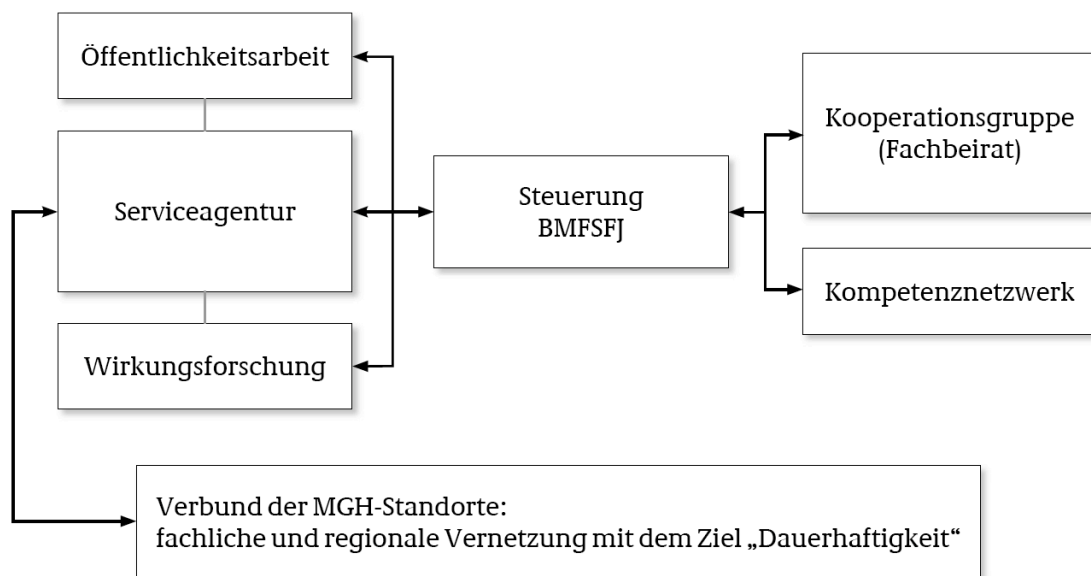 Öffentlichkeitsarbeit
Serviceagentur
Wirkungsforschung
Steuerung
BMFSFJ
Kooperationsgruppe
(Fachbeirat)
Kompetenznetzwerk
Verbund der MGH-Standorte:
fachliche und regionale Vernetzung mit dem Ziel „Dauerhaftigkeit“